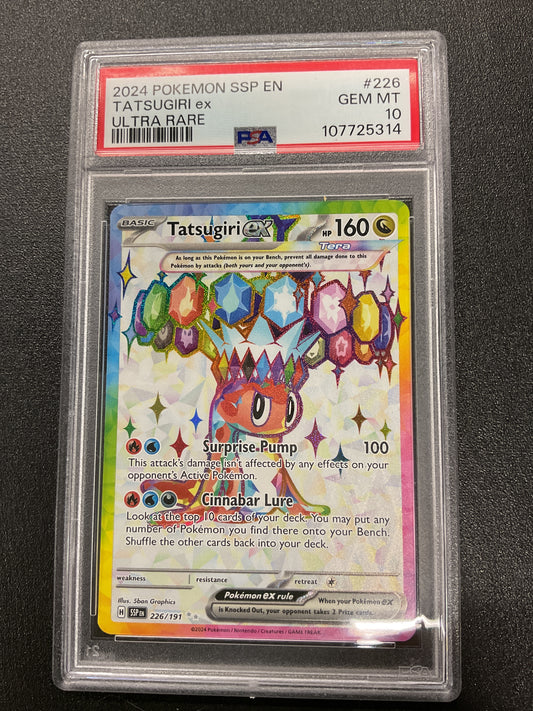 2024 POKEMON SSP EN #226
TATSUGIRI ex GEM MT
ULTRA RARE 10
PSA 107725314
BASIC Tatsugiri ex HP 160
Tera
As long as this Pokémon is on your Bench, prevent all damage done to this
Pokémon by attacks (both yours and your opponent's).
Surprise Pump 100
This attack's damage isn't affected by any effects on your
opponent's Active Pokémon.
Cinnabar Lure
Look at the top 10 cards of your deck. You may put any
number of Pokémon you find there onto your Bench.
Shuffle the other cards back into your deck.
weakness resistance retreat
Illus. 5ban Graphics
Pokémon ex rule When your Pokémon ex
is Knocked Out, your opponent takes 2 Prize cards.
H SSP EN 226/191
©2024 Pokémon / Nintendo / Creatures / GAME FREAK